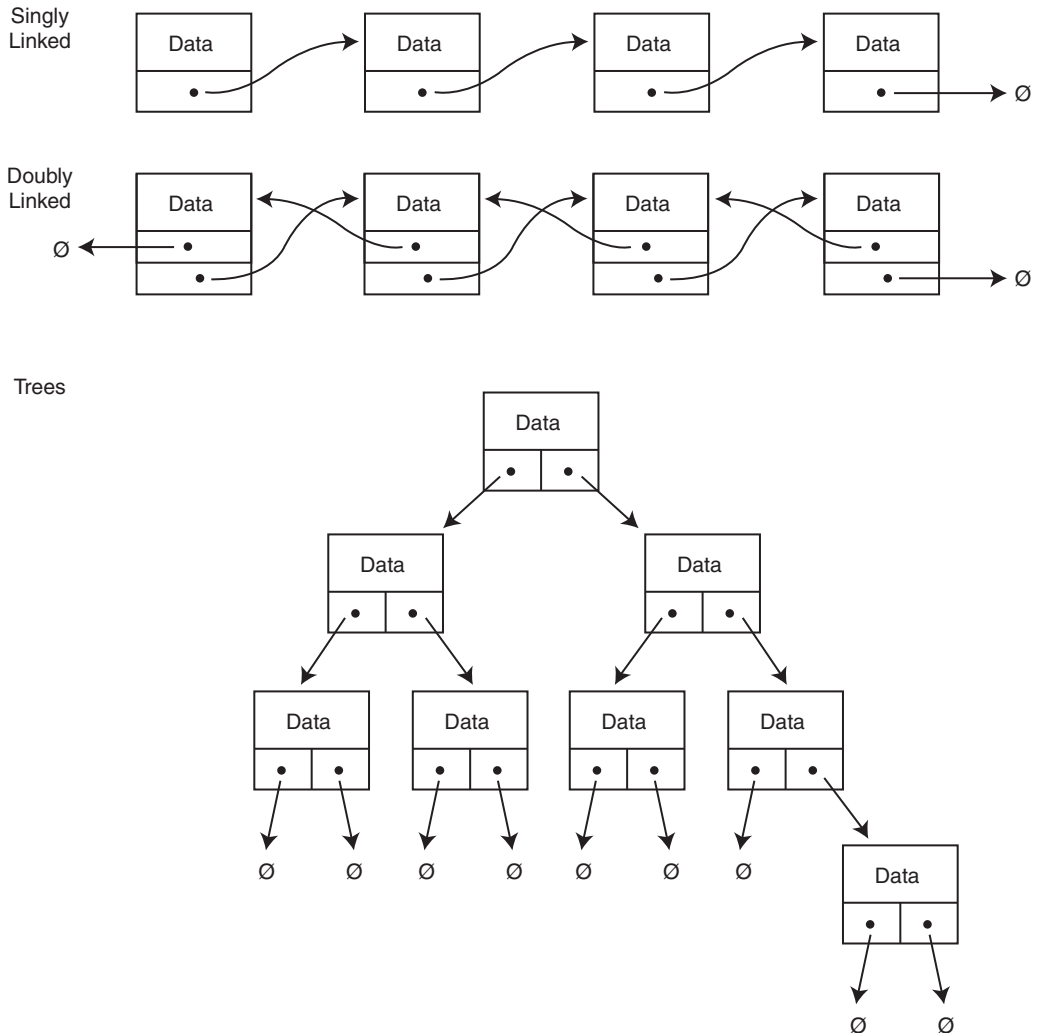 Singly
Linked
Data Data Data Data
Ø
Doubly
Linked
Data Data Data Data
Ø
Ø
Trees
Data
Data Data
Data Data Data Data
Ø Ø Ø Ø Ø Ø Ø
Data
Ø Ø